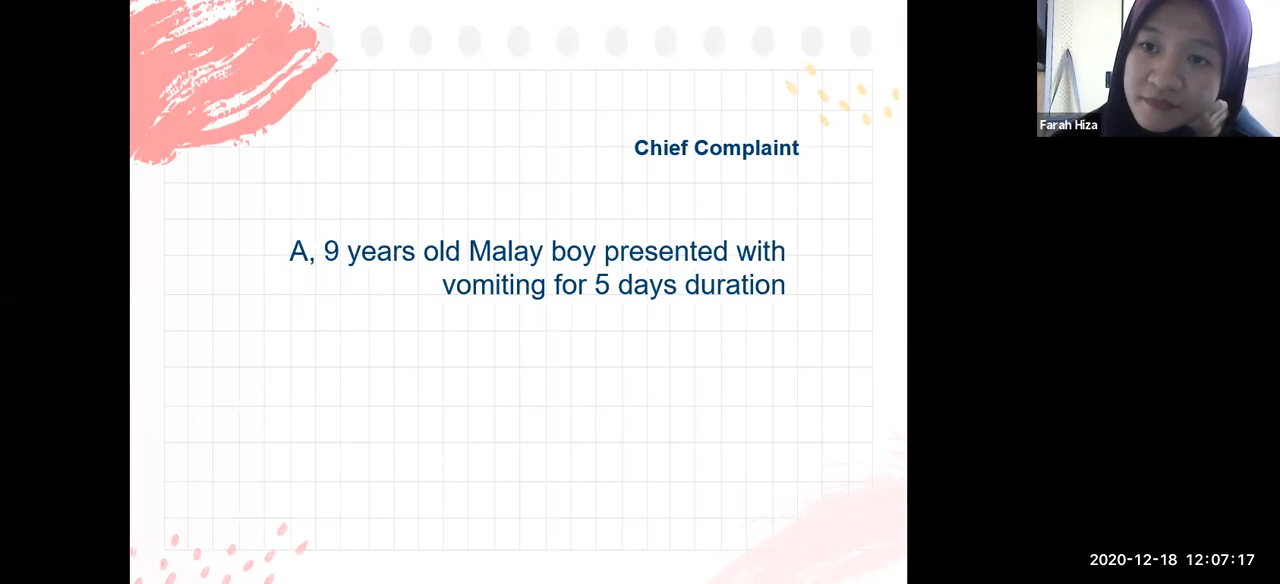 Farah Hiza
Chief Complaint
A, 9 years old Malay boy presented with
vomiting for 5 days duration
2020-12-18 12:07:17